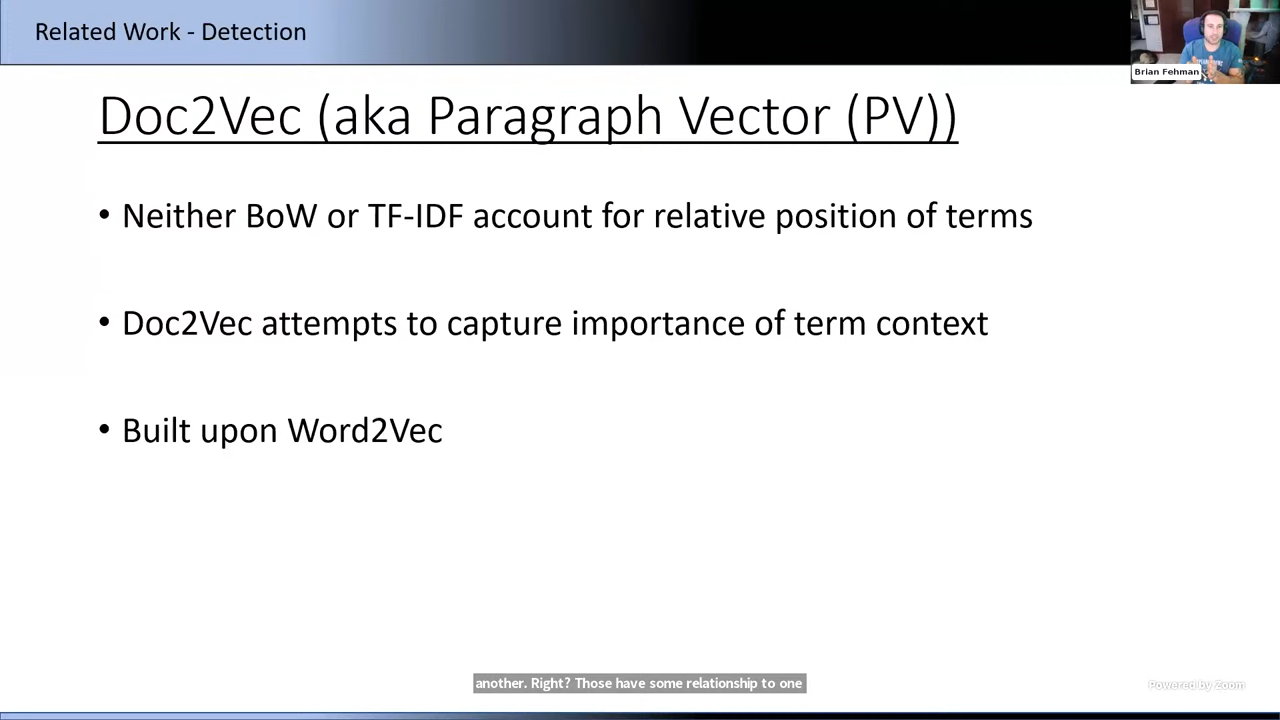 Related Work - Detection
Brian Fehman
Doc2Vec (aka Paragraph Vector (PV))
• Neither BoW or TF-IDF account for relative position of terms
• Doc2Vec attempts to capture importance of term context
• Built upon Word2Vec
another. Right? Those have some relationship to one
Powered by Zoom